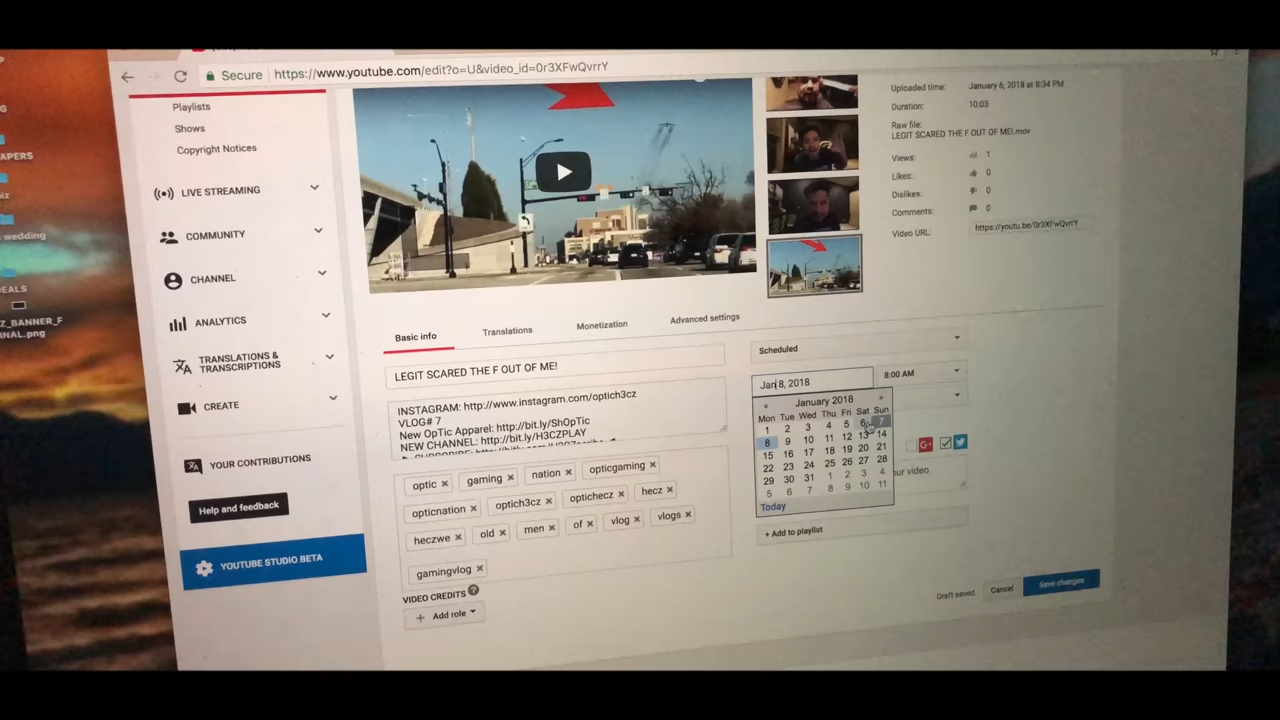 Secure https://www.youtube.com/edit?o=U&video_id=0r3XFwQvrrY
Playlists
Shows
Copyright Notices
LIVE STREAMING
COMMUNITY
CHANNEL
ANALYTICS
TRANSLATIONS &
TRANSCRIPTIONS
CREATE
YOUR CONTRIBUTIONS
Help and feedback
YOUTUBE STUDIO BETA
APERS
wedding
EALS
Z_BANNER_F
INAL.png
Uploaded time: January 6, 2018 at 8:34 PM
Duration: 10:03
Raw file:
LEGIT SCARED THE F OUT OF ME!.mov
Views: 1
Likes: 0
Dislikes: 0
Comments: 0
Video URL: https://youtu.be/0r3XFwQvrrY
Basic info Translations Monetization Advanced settings
LEGIT SCARED THE F OUT OF ME!
INSTAGRAM: http://www.instagram.com/optich3cz
VLOG# 7
New OpTic Apparel: http://bit.ly/ShOpTic
NEW CHANNEL: http://bit.ly/H3CZPLAY
optic × gaming × nation × opticgaming ×
opticnation × optich3cz × optichecz × hecz ×
heczwe × old × men × of × vlog × vlogs ×
gamingvlog ×
VIDEO CREDITS ?
+ Add role
Scheduled
Jan 8, 2018 8:00 AM
« January 2018 »
Mon Tue Wed Thu Fri Sat Sun
1 2 3 4 5 6 7
8 9 10 11 12 13 14
15 16 17 18 19 20 21
22 23 24 25 26 27 28
29 30 31 1 2 3 4
5 6 7 8 9 10 11
Today
ur video
+ Add to playlist
Draft saved. Cancel Save changes